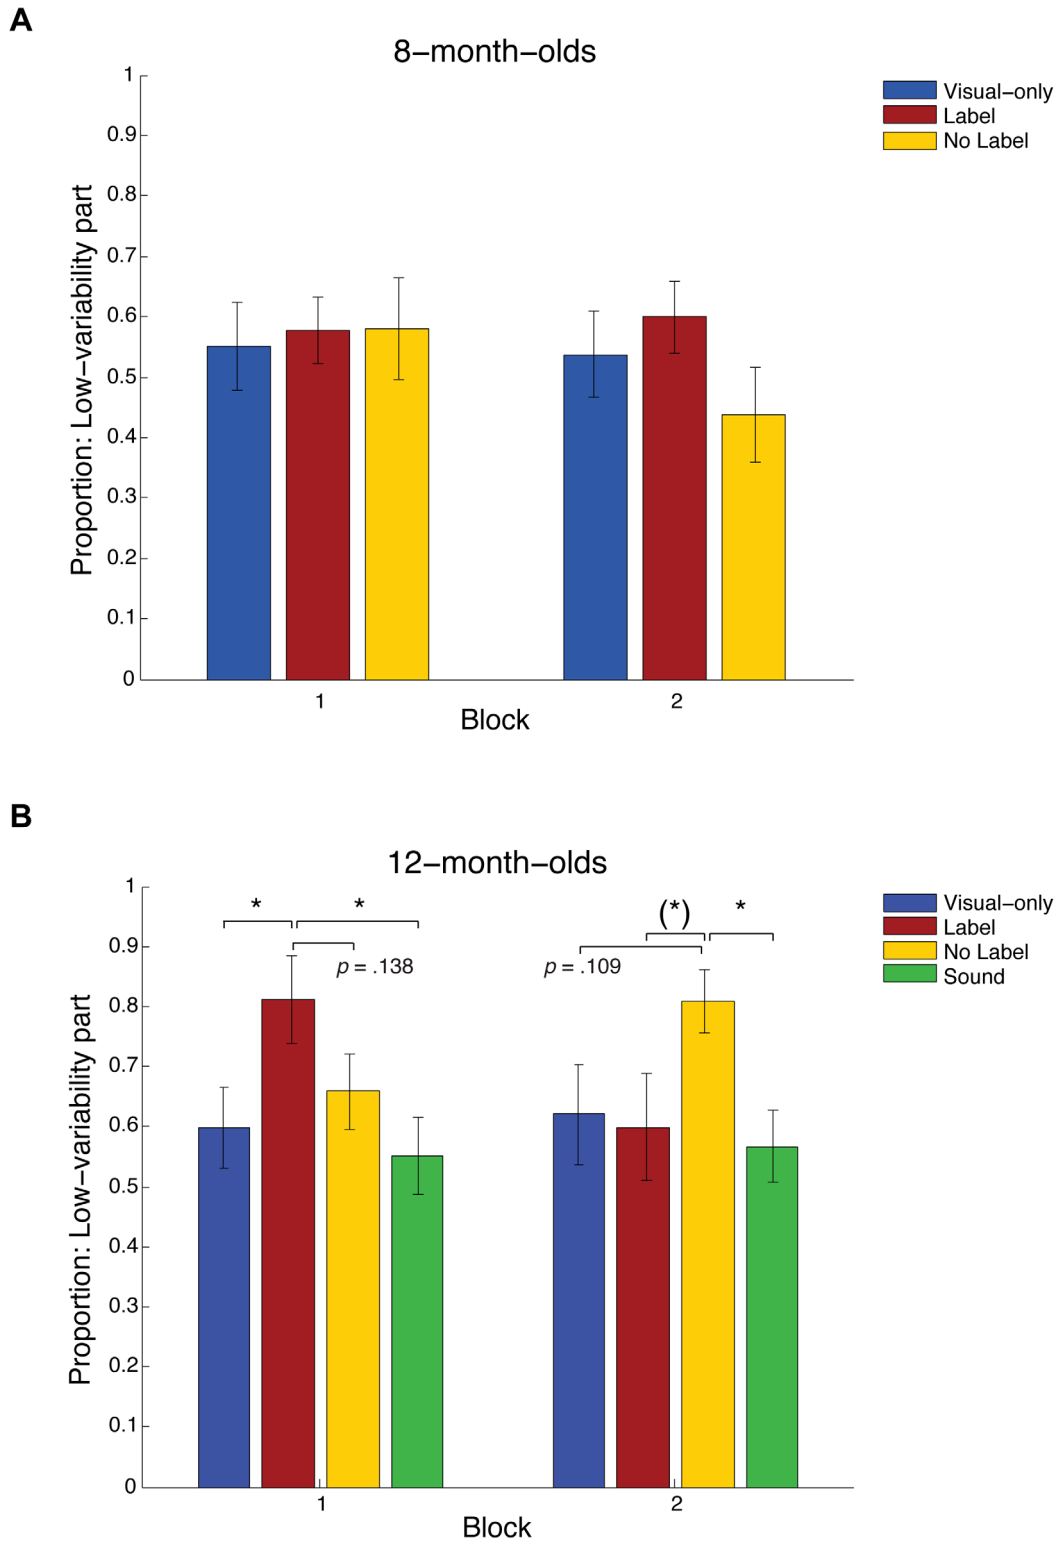 A
8−month−olds
Visual−only
Label
No Label
Proportion: Low−variability part
1
0.9
0.8
0.7
0.6
0.5
0.4
0.3
0.2
0.1
0
1 2
Block
B
12−month−olds
Visual−only
Label
No Label
Sound
Proportion: Low−variability part
1
0.9
0.8
0.7
0.6
0.5
0.4
0.3
0.2
0.1
0
* * (*) *
p = .138 p = .109
1 2
Block